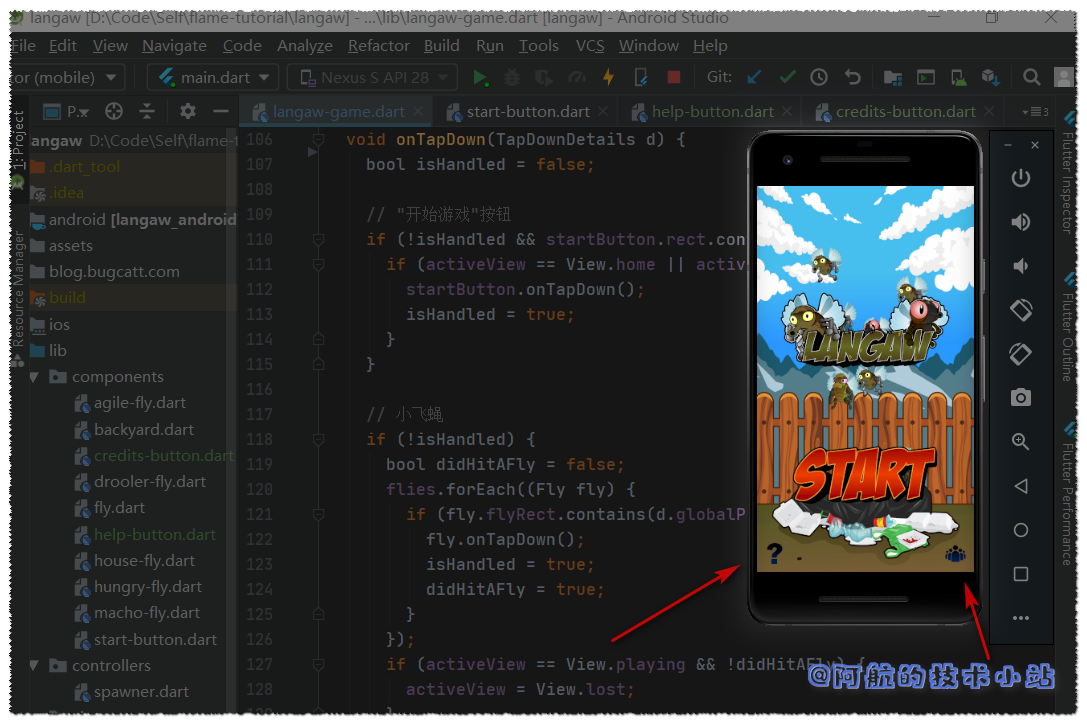 langaw [D:\Code\Self\flame-tutorial\langaw] - ...\lib\langaw-game.dart [langaw] - Android Studio
File Edit View Navigate Code Analyze Refactor Build Run Tools VCS Window Help
or (mobile) main.dart Nexus S API 28 Git:
P... langaw-game.dart start-button.dart help-button.dart credits-button.dart 3
1: Project
Resource Manager
langaw D:\Code\Self\flame-t
.dart_tool
.idea
android [langaw_android
assets
blog.bugcatt.com
build
ios
lib
components
agile-fly.dart
backyard.dart
credits-button.dart
drooler-fly.dart
fly.dart
help-button.dart
house-fly.dart
hungry-fly.dart
macho-fly.dart
start-button.dart
controllers
spawner.dart
106 void onTapDown(TapDownDetails d) {
107 bool isHandled = false;
108
109 // "开始游戏"按钮
110 if (!isHandled && startButton.rect.con
111 if (activeView == View.home || activ
112 startButton.onTapDown();
113 isHandled = true;
114 }
115 }
116
117 // 小飞蝇
118 if (!isHandled) {
119 bool didHitAFly = false;
120 flies.forEach((Fly fly) {
121 if (fly.flyRect.contains(d.globalP
122 fly.onTapDown();
123 isHandled = true;
124 didHitAFly = true;
125 }
126 });
127 if (activeView == View.playing && !didHitAFly) {
128 activeView = View.lost;
LANGAW
START
?
Flutter Inspector
Flutter Outline
Flutter Performance
@阿航的技术小站